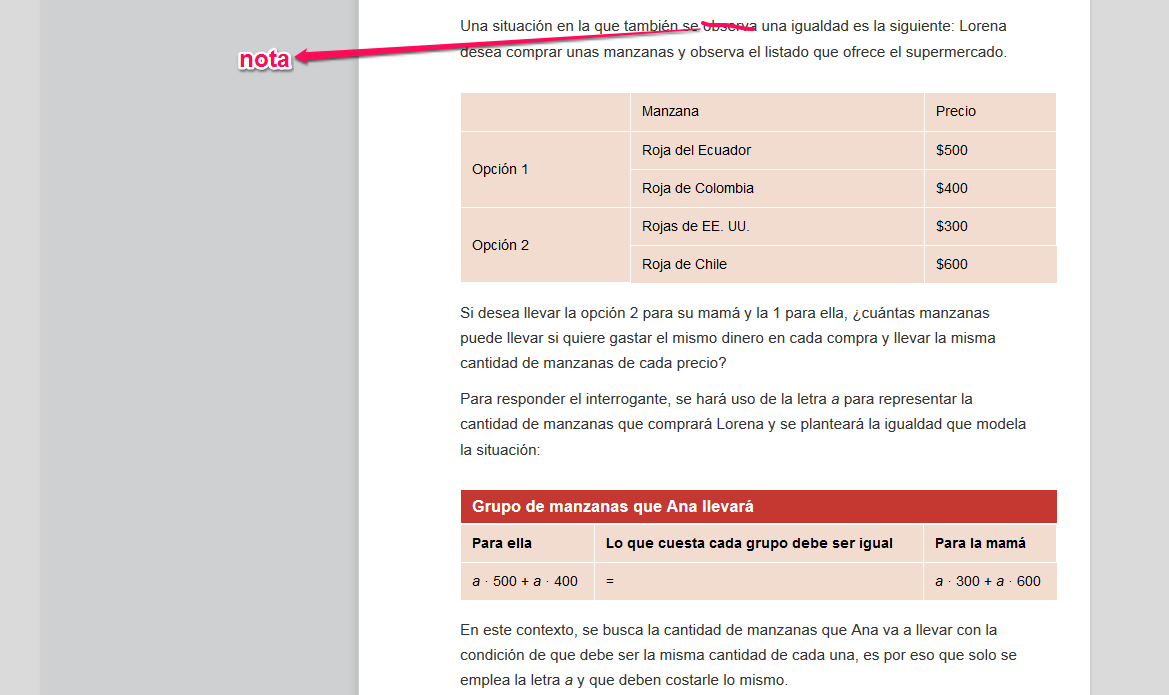 Una situación en la que también se observa una igualdad es la siguiente: Lorena
nota
desea comprar unas manzanas y observa el listado que ofrece el supermercado.
Manzana Precio
Opción 1
Roja del Ecuador $500
Roja de Colombia $400
Opción 2
Rojas de EE. UU. $300
Roja de Chile $600
Si desea llevar la opción 2 para su mamá y la 1 para ella, ¿cuántas manzanas
puede llevar si quiere gastar el mismo dinero en cada compra y llevar la misma
cantidad de manzanas de cada precio?
Para responder el interrogante, se hará uso de la letra a para representar la
cantidad de manzanas que comprará Lorena y se planteará la igualdad que modela
la situación:
Grupo de manzanas que Ana llevará
Para ella Lo que cuesta cada grupo debe ser igual Para la mamá
a · 500 + a · 400 = a · 300 + a · 600
En este contexto, se busca la cantidad de manzanas que Ana va a llevar con la
condición de que debe ser la misma cantidad de cada una, es por eso que solo se
emplea la letra a y que deben costarle lo mismo.